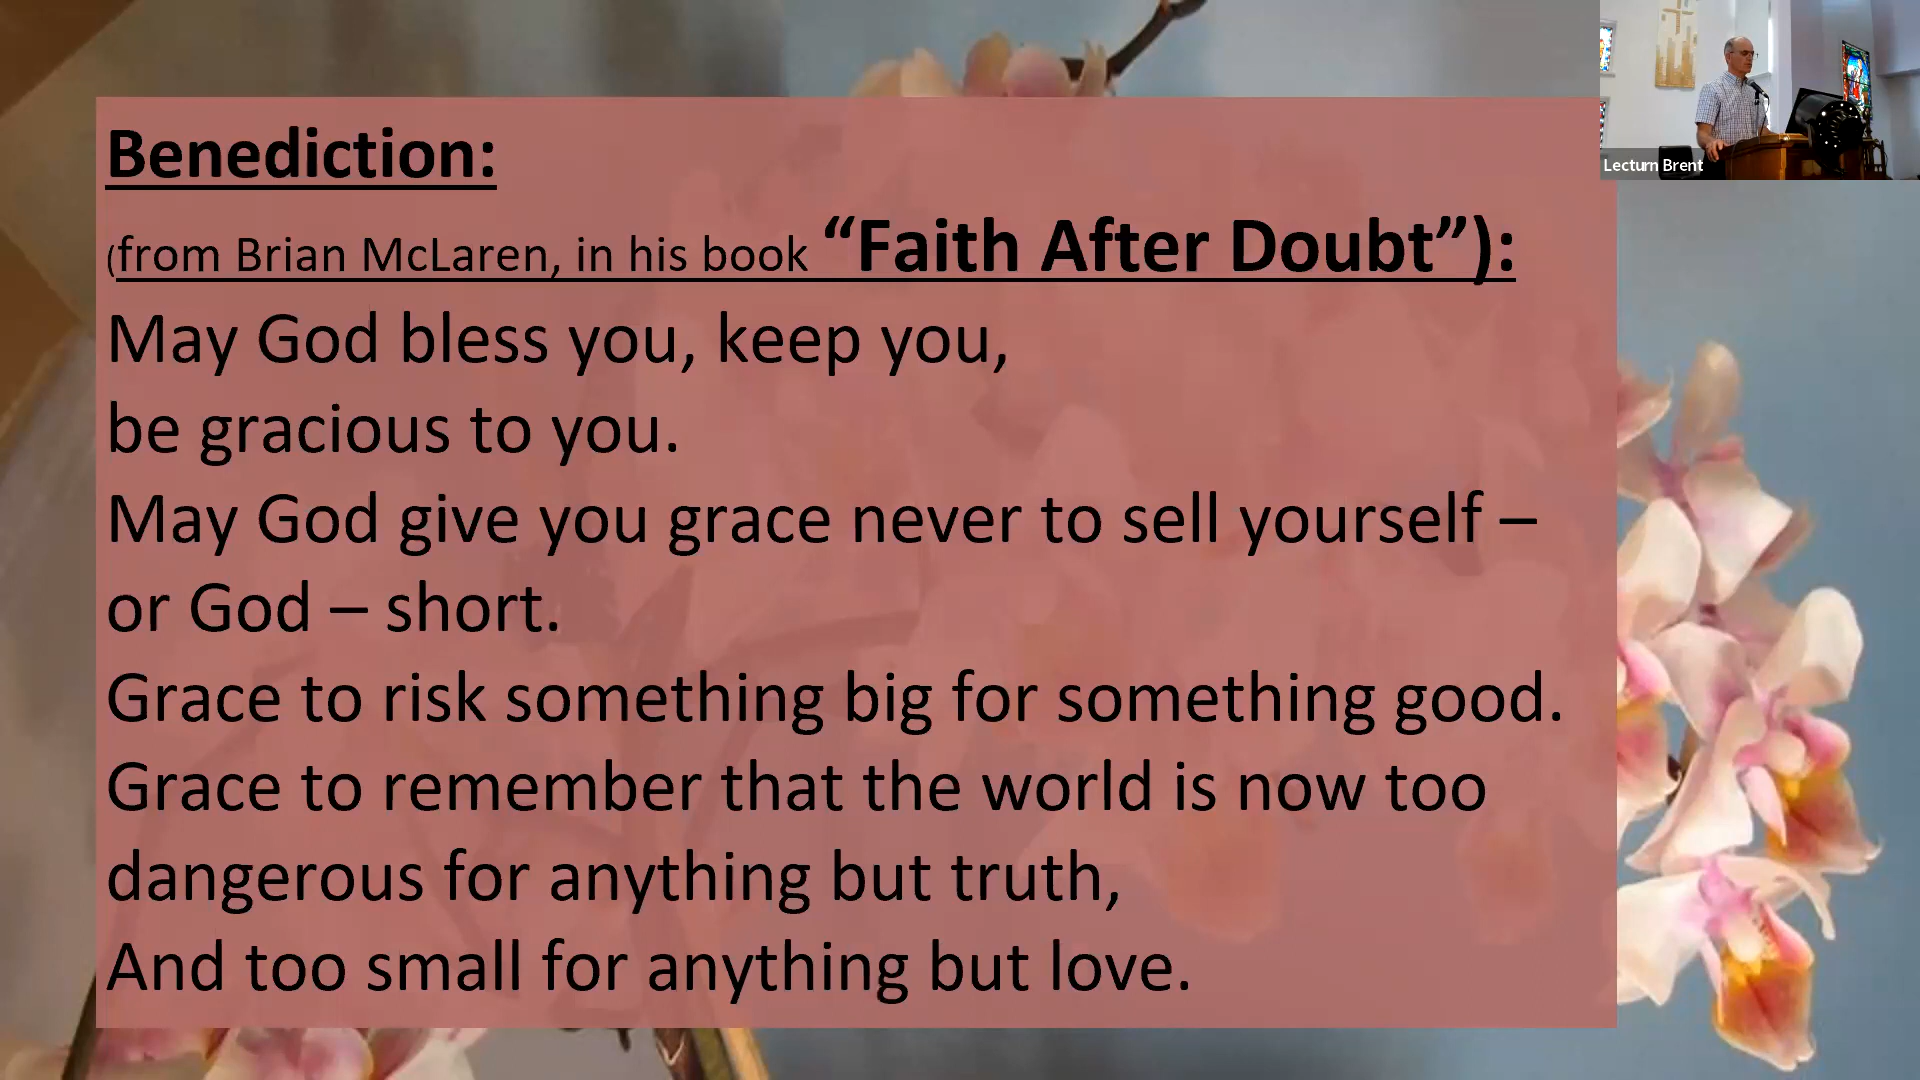 Benediction:
(from Brian McLaren, in his book “Faith After Doubt”):
May God bless you, keep you,
be gracious to you.
May God give you grace never to sell yourself –
or God – short.
Grace to risk something big for something good.
Grace to remember that the world is now too
dangerous for anything but truth,
And too small for anything but love.
Lecturn Brent